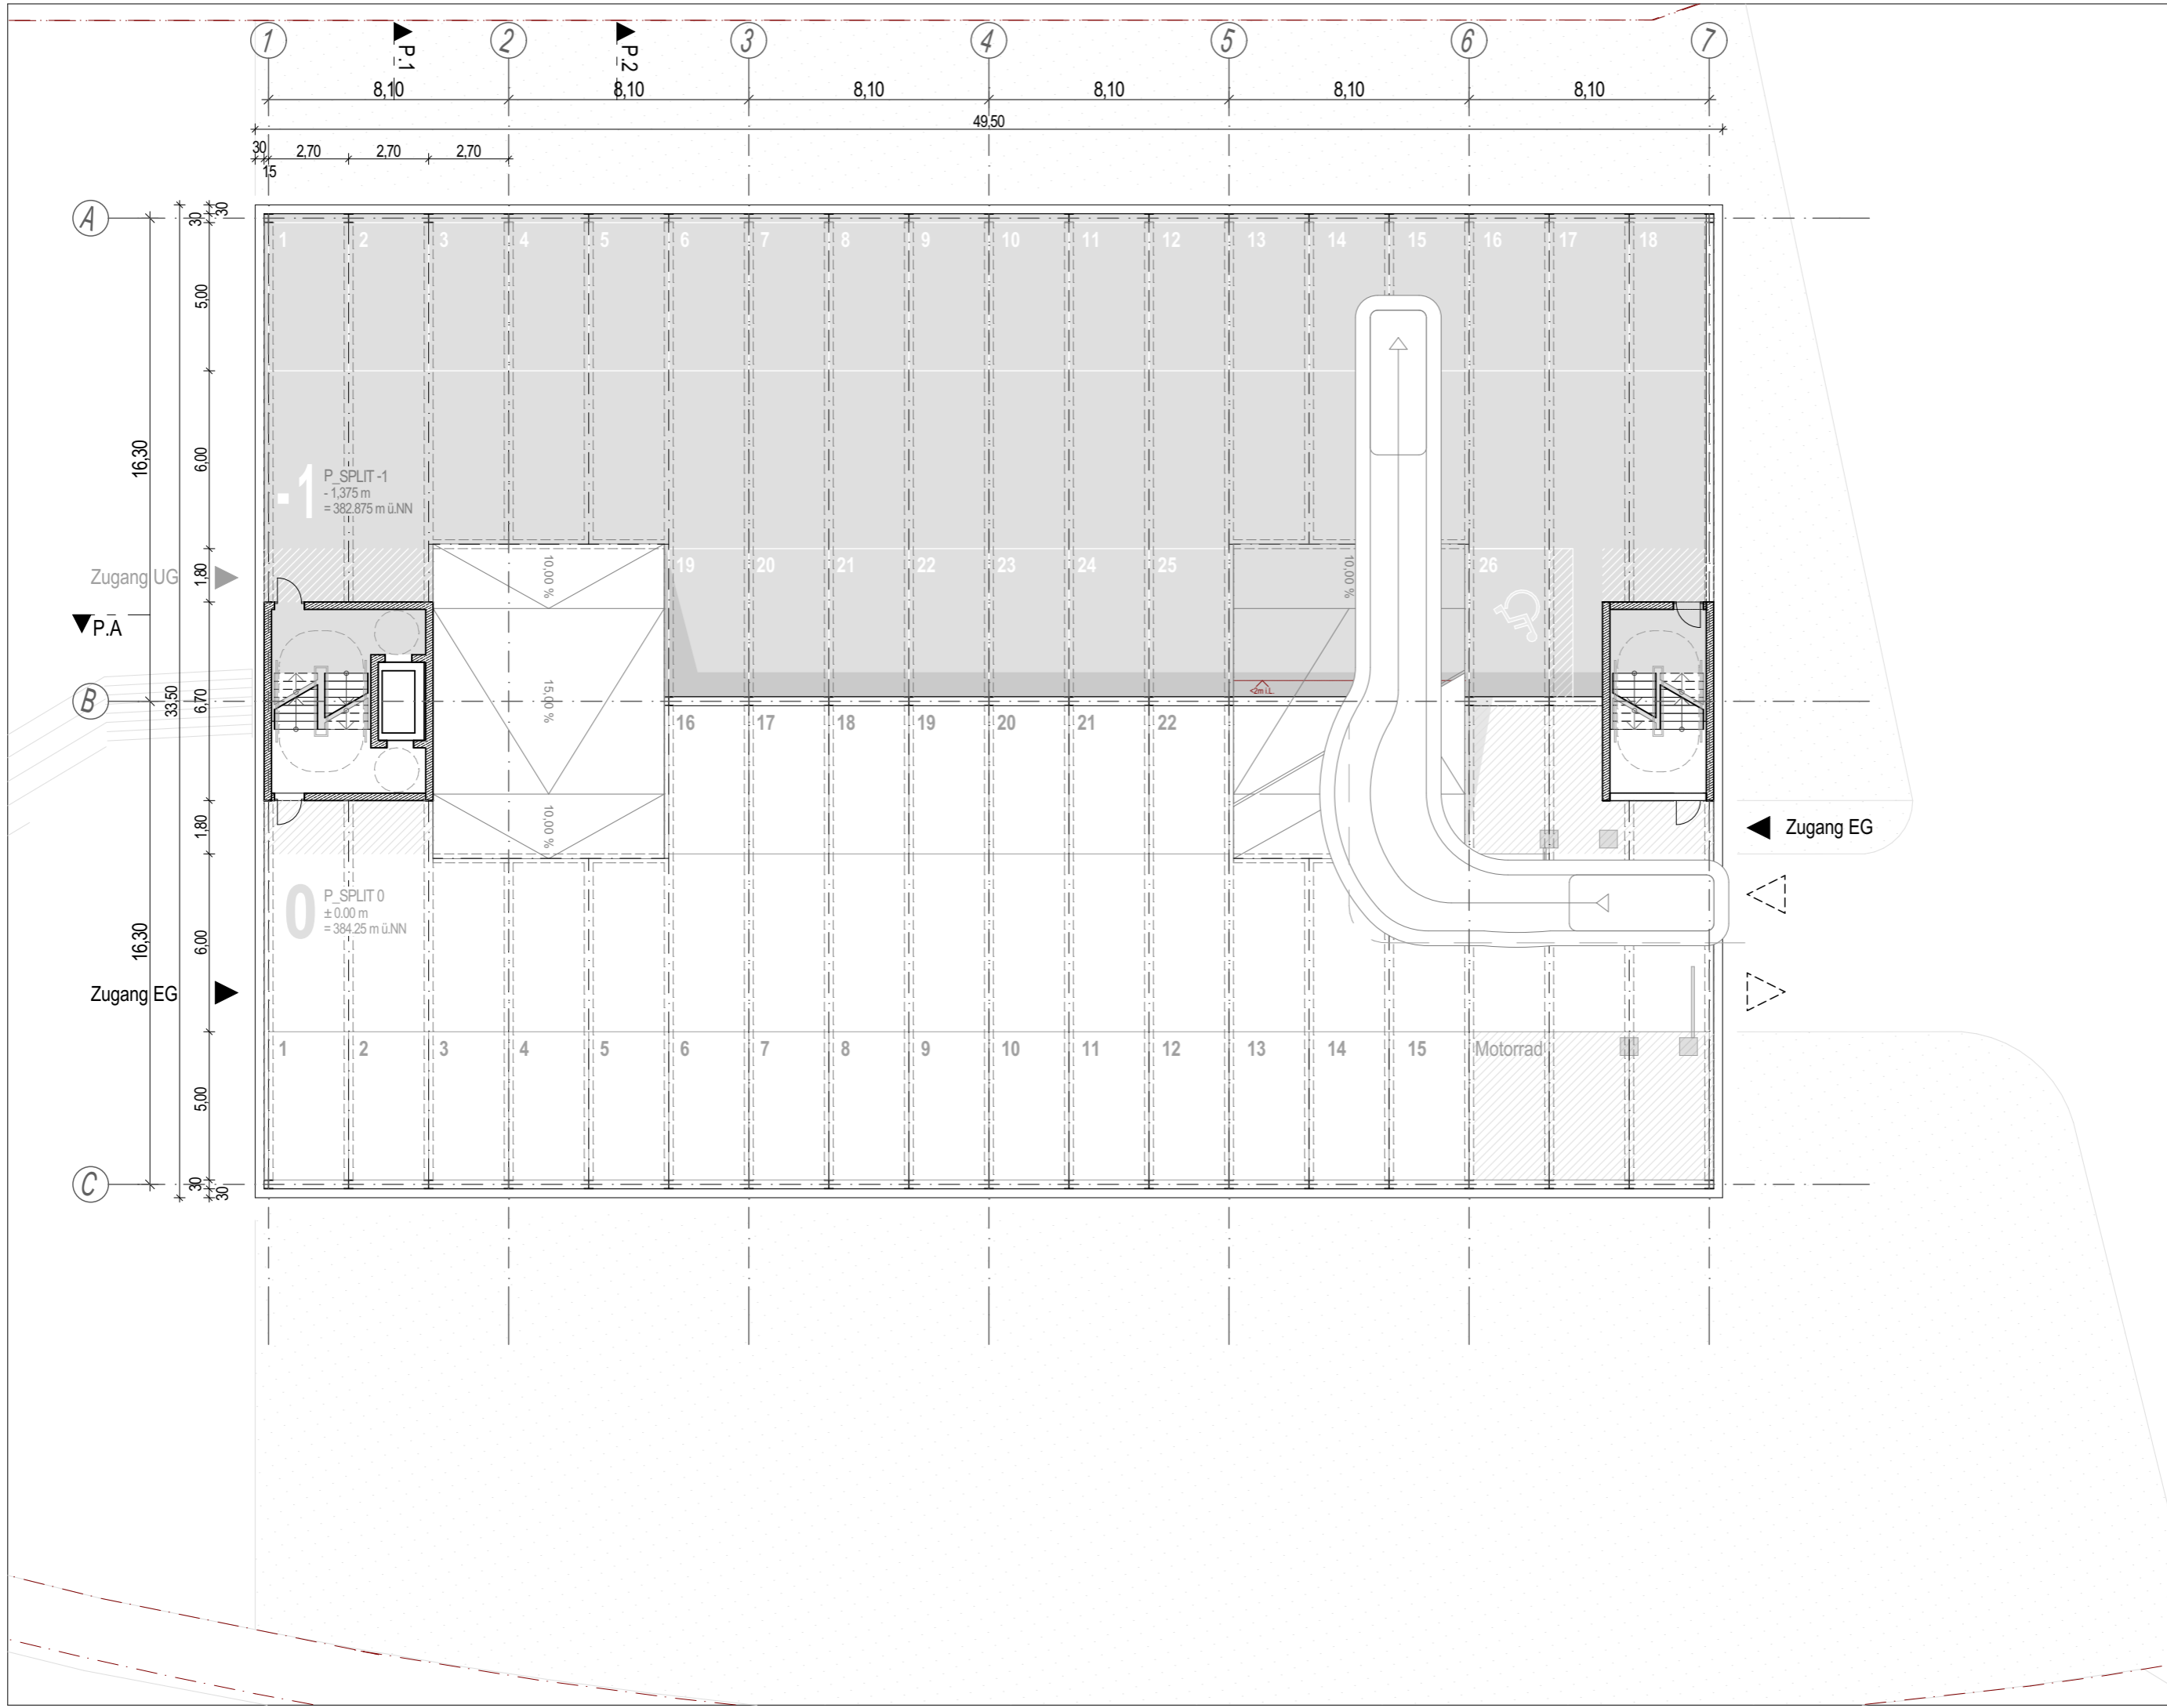 1 2 3 4 5 6 7
P.1 P.2
8,10 8,10 8,10 8,10 8,10 8,10
49,50
30 2,70 2,70 2,70
15
A
30 30
1 2 3 4 5 6 7 8 9 10 11 12 13 14 15 16 17 18
5,00
16,30
6,00
-1
P_SPLIT -1
- 1,375 m
= 382.875 m ü.NN
10,00 %
10,00 %
19 20 21 22 23 24 25 26
Zugang UG
1,80
P.A
B
33,50
6,70
15,00 %
<2m i.L.
16 17 18 19 20 21 22
1,80
10,00 %
Zugang EG
0
P_SPLIT 0
± 0.00 m
= 384.25 m ü.NN
16,30
6,00
Zugang EG
1 2 3 4 5 6 7 8 9 10 11 12 13 14 15 Motorrad
5,00
C
30 30